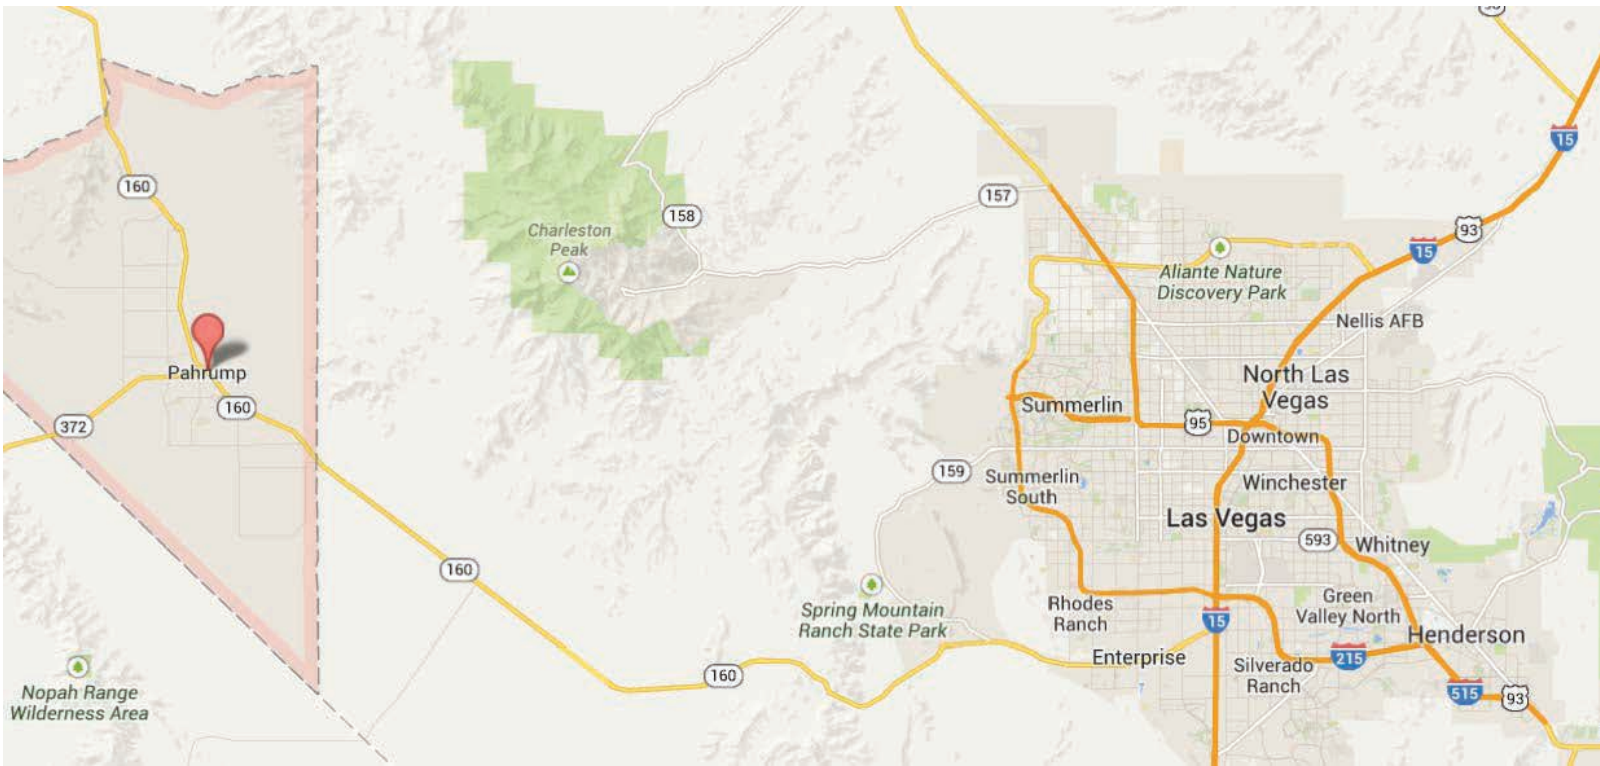 160
Pahrump
160
372
160
160
Nopah Range
Wilderness Area
Charleston
Peak
158
157
159
Spring Mountain
Ranch State Park
Aliante Nature
Discovery Park
15
93
15
Nellis AFB
North Las
Vegas
Summerlin
95
Downtown
Summerlin
South
Winchester
Las Vegas
593
Whitney
Rhodes
Ranch
Green
Valley North
15
Henderson
Enterprise
Silverado
Ranch
215
515
93